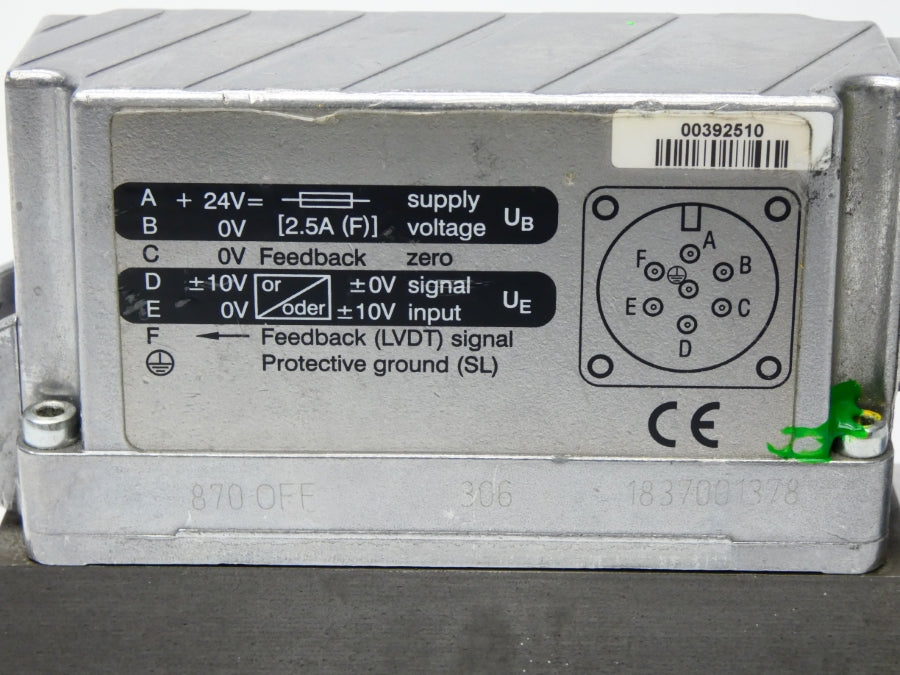 00392510
A + 24V= supply
B 0V [2.5A (F)] voltage UB
C 0V Feedback zero
D ±10V or ±0V signal
E 0V oder ±10V input UE
F Feedback (LVDT) signal
Protective ground (SL)
A
F B
E C
D
CE
870 OFF 306 1837001378